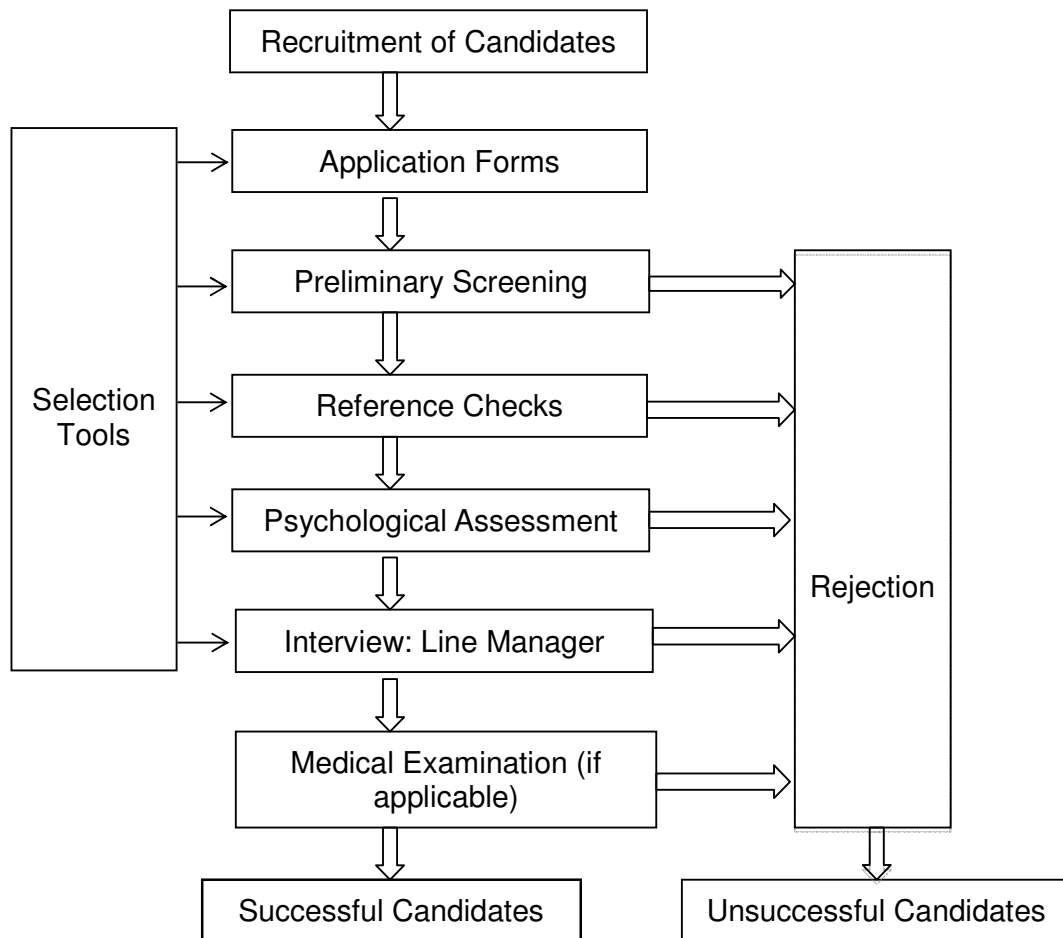 Recruitment of Candidates
Application Forms
Preliminary Screening
Selection
Tools
Reference Checks
Psychological Assessment
Rejection
Interview: Line Manager
Medical Examination (if
applicable)
Successful Candidates
Unsuccessful Candidates